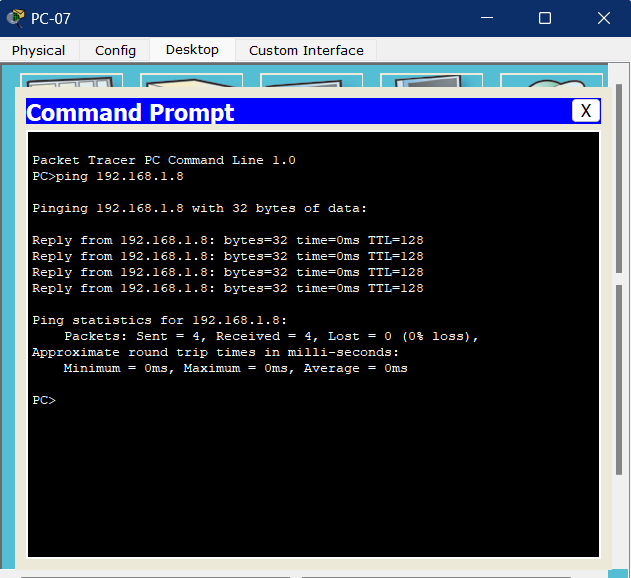 PC-07
Physical Config Desktop Custom Interface
Command Prompt X
Packet Tracer PC Command Line 1.0
PC>ping 192.168.1.8
Pinging 192.168.1.8 with 32 bytes of data:
Reply from 192.168.1.8: bytes=32 time=0ms TTL=128
Reply from 192.168.1.8: bytes=32 time=0ms TTL=128
Reply from 192.168.1.8: bytes=32 time=0ms TTL=128
Reply from 192.168.1.8: bytes=32 time=0ms TTL=128
Ping statistics for 192.168.1.8:
    Packets: Sent = 4, Received = 4, Lost = 0 (0% loss),
Approximate round trip times in milli-seconds:
    Minimum = 0ms, Maximum = 0ms, Average = 0ms
PC>